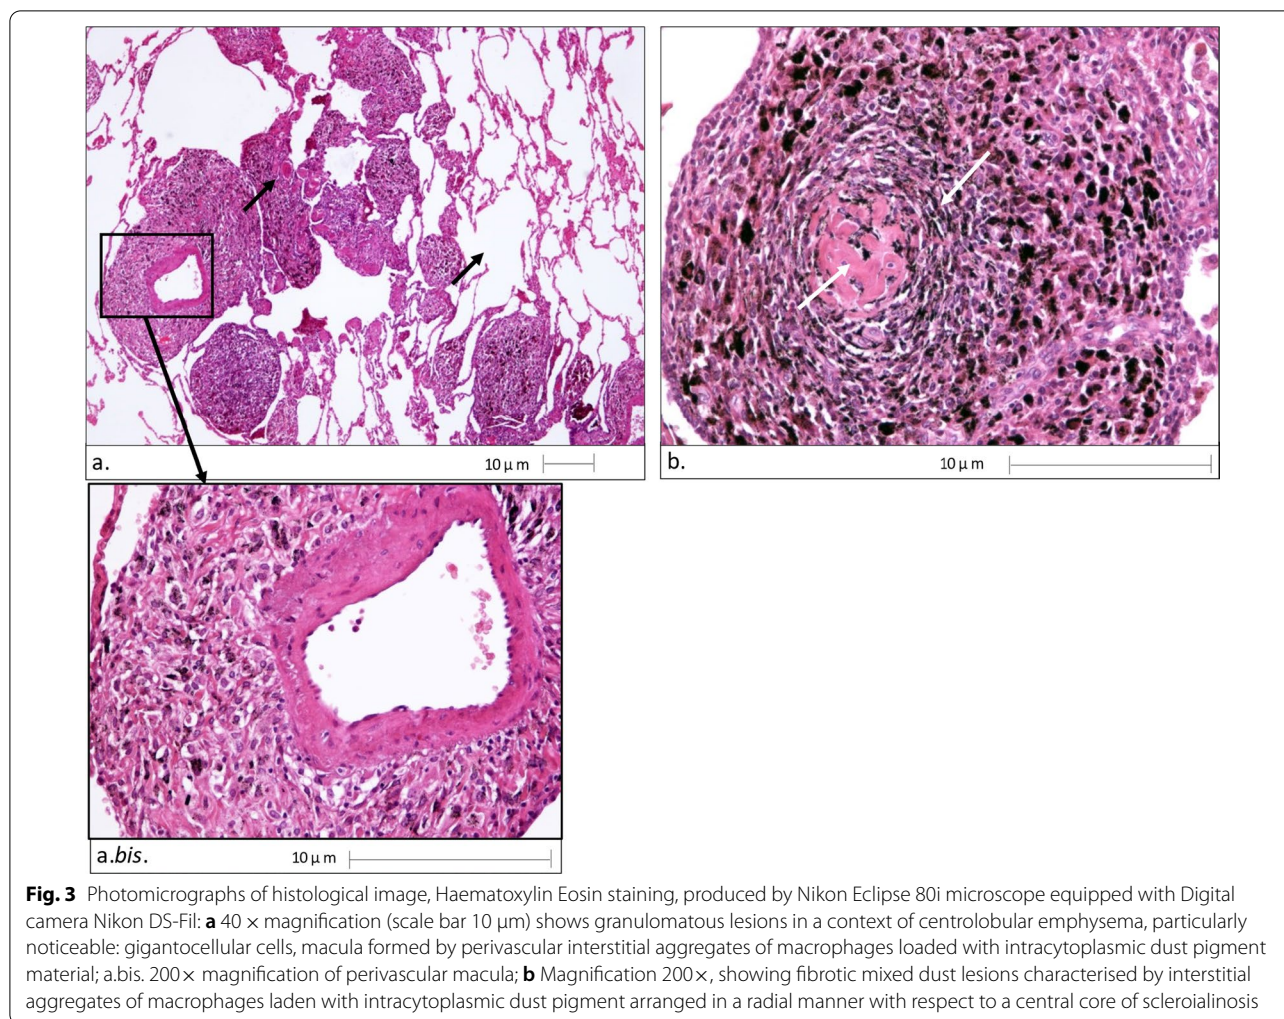 a.
10 µm
b.
10 µm
a.bis.
10 µm
Fig. 3 Photomicrographs of histological image, Haematoxylin Eosin staining, produced by Nikon Eclipse 80i microscope equipped with Digital
camera Nikon DS-Fil: a 40 × magnification (scale bar 10 µm) shows granulomatous lesions in a context of centrolobular emphysema, particularly
noticeable: gigantocellular cells, macula formed by perivascular interstitial aggregates of macrophages loaded with intracytoplasmic dust pigment
material; a.bis. 200× magnification of perivascular macula; b Magnification 200×, showing fibrotic mixed dust lesions characterised by interstitial
aggregates of macrophages laden with intracytoplasmic dust pigment arranged in a radial manner with respect to a central core of scleroialinosis